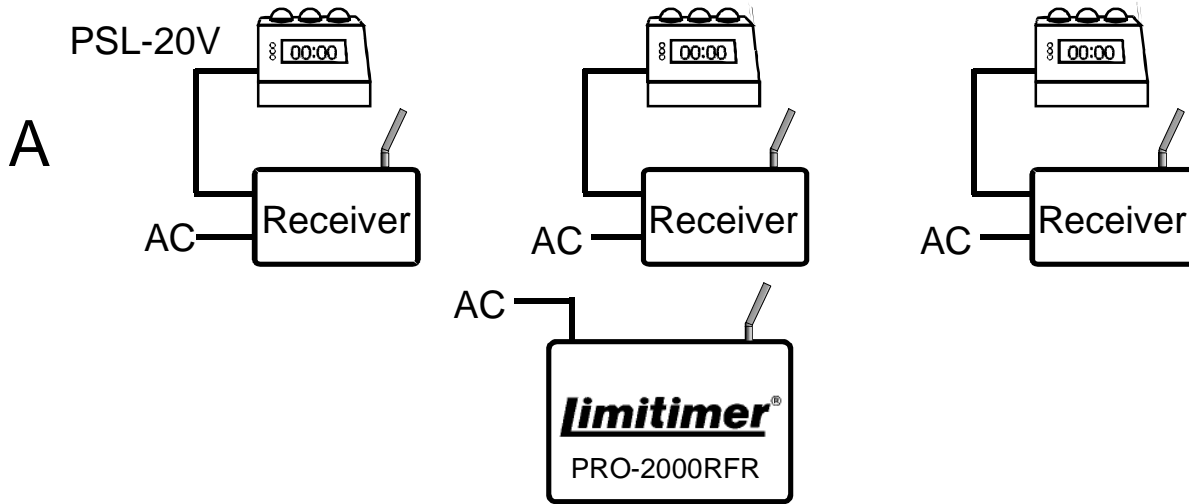 PSL-20V
00:00
00:00
00:00
A
Receiver
Receiver
Receiver
AC
AC
AC
AC
Limitimer®
PRO-2000RFR